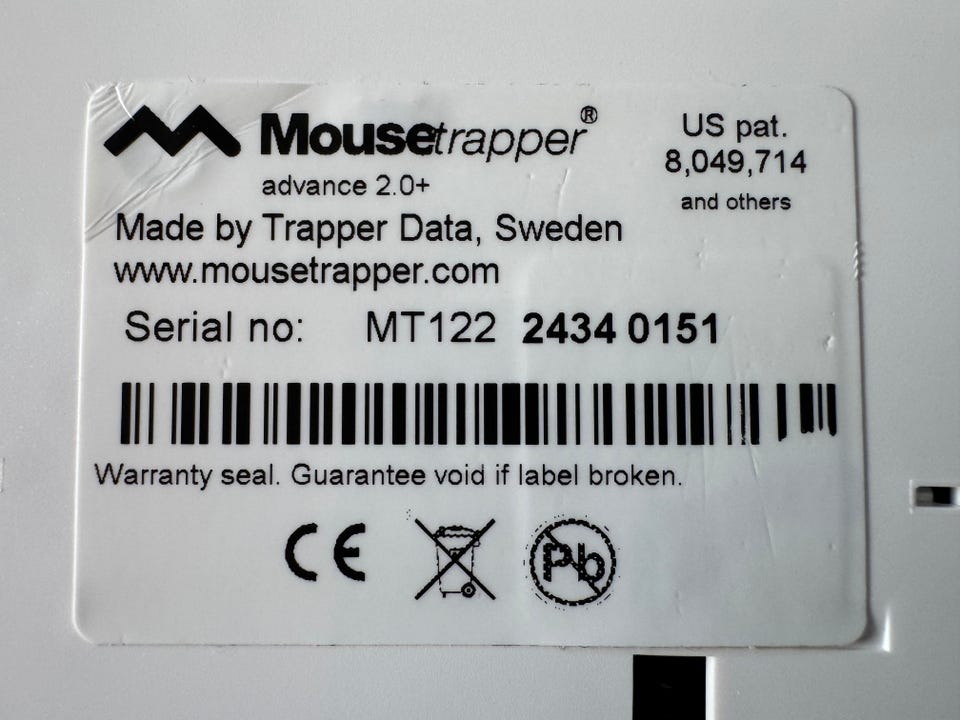 Mousetrapper®
advance 2.0+
US pat.
8,049,714
and others
Made by Trapper Data, Sweden
www.mousetrapper.com
Serial no: MT122 2434 0151
Warranty seal. Guarantee void if label broken.
CE
Pb